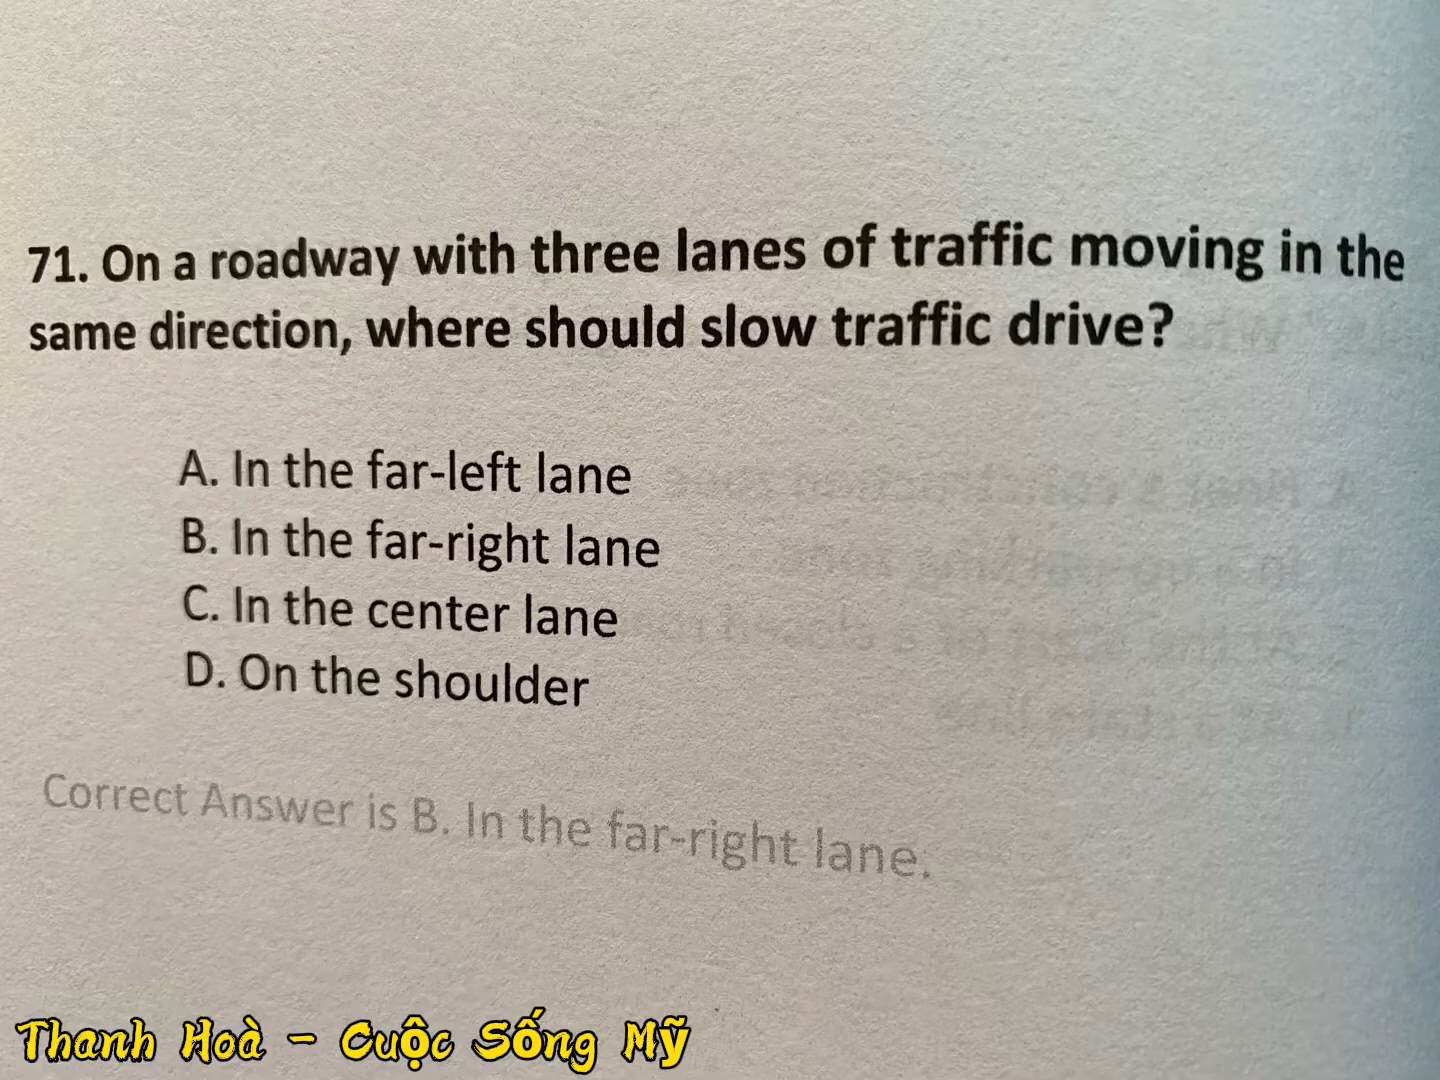 71. On a roadway with three lanes of traffic moving in the
same direction, where should slow traffic drive?
A. In the far-left lane
B. In the far-right lane
C. In the center lane
D. On the shoulder
Correct Answer is B. In the far-right lane.
Thanh Hoà - Cuộc Sống Mỹ